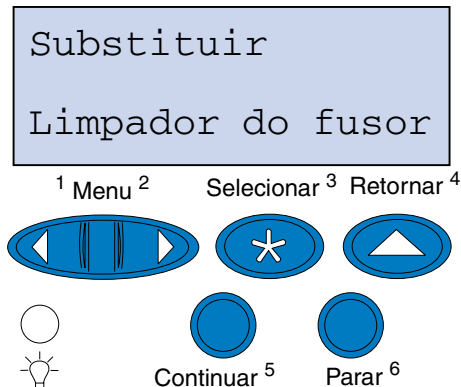 Substituir
Limpador do fusor
1 Menu 2 Selecionar 3 Retornar 4
Continuar 5 Parar 6